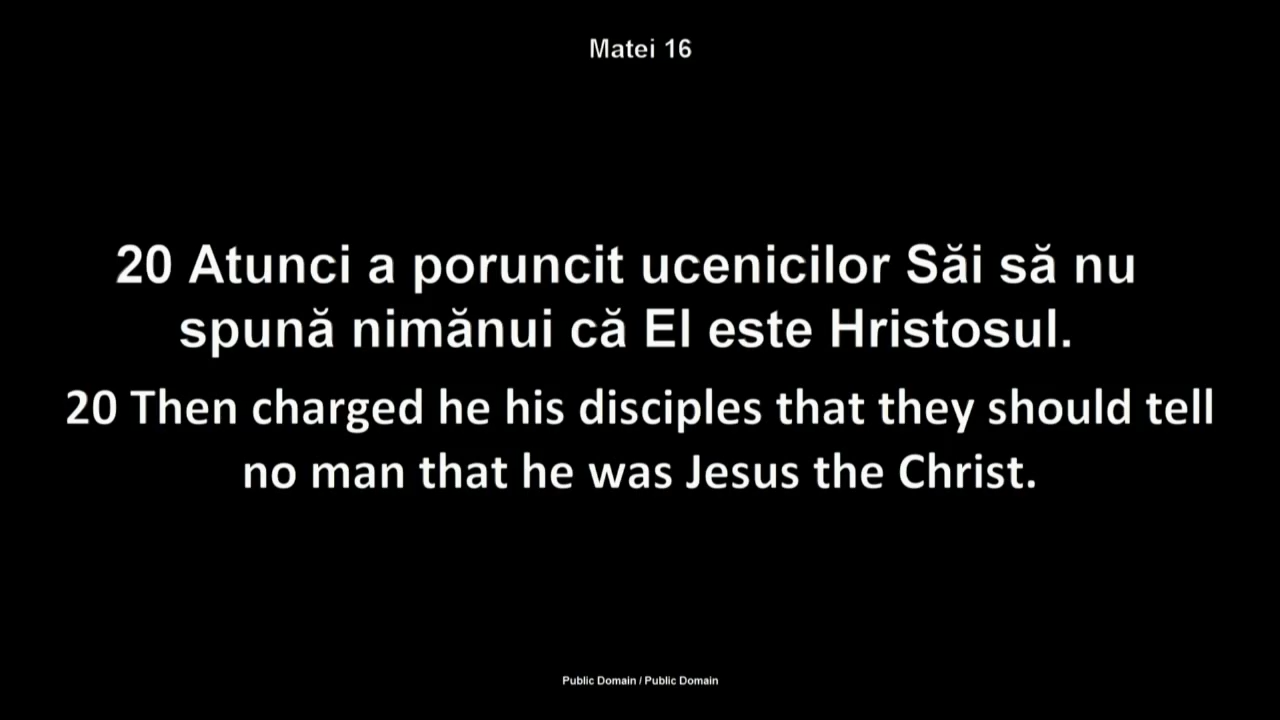 Matei 16
20 Atunci a poruncit ucenicilor Săi să nu
spună nimănui că El este Hristosul.
20 Then charged he his disciples that they should tell
no man that he was Jesus the Christ.
Public Domain / Public Domain